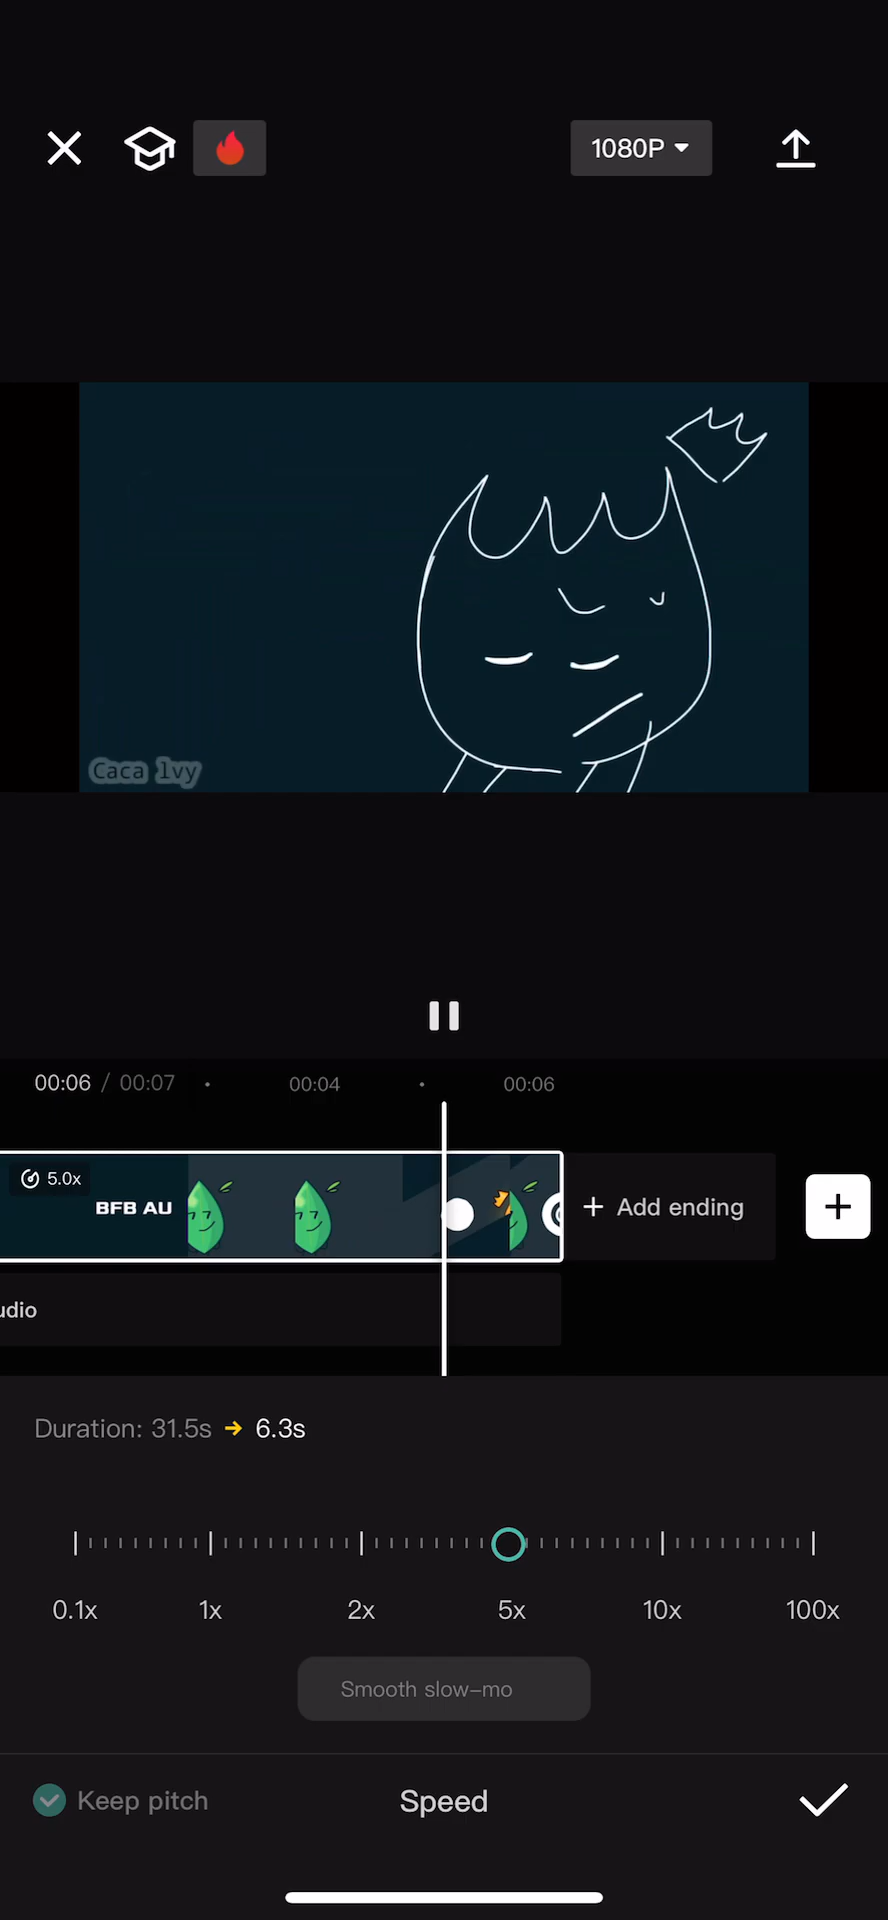 1080P
Caca lvy
00:06 / 00:07
00:04
00:06
5.0x
BFB AU
+ Add ending
udio
Duration: 31.5s → 6.3s
0.1x 1x 2x 5x 10x 100x
Smooth slow-mo
Keep pitch
Speed